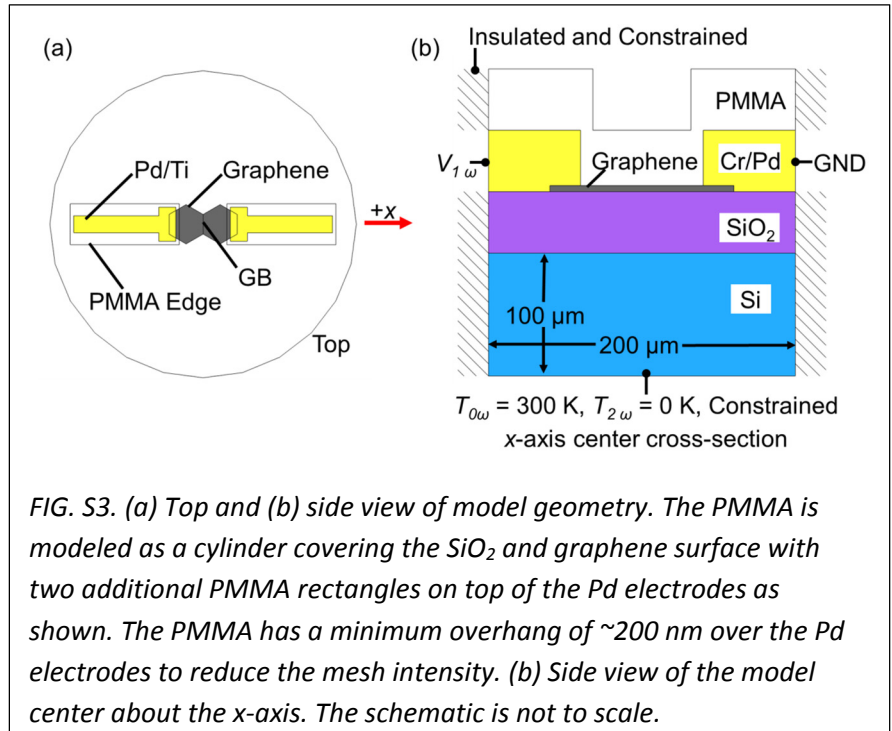 (a)
Pd/Ti
Graphene
+x
GB
PMMA Edge
Top
(b)
Insulated and Constrained
PMMA
V1 ω
Graphene
Cr/Pd
GND
SiO2
Si
100 µm
200 µm
T0ω = 300 K, T2 ω = 0 K, Constrained
x-axis center cross-section
FIG. S3. (a) Top and (b) side view of model geometry. The PMMA is
modeled as a cylinder covering the SiO2 and graphene surface with
two additional PMMA rectangles on top of the Pd electrodes as
shown. The PMMA has a minimum overhang of ~200 nm over the Pd
electrodes to reduce the mesh intensity. (b) Side view of the model
center about the x-axis. The schematic is not to scale.